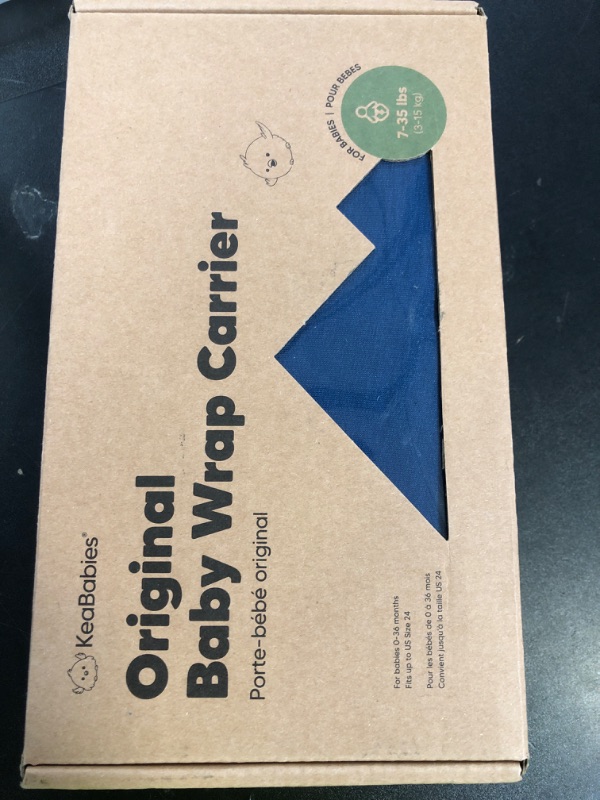 KeaBabies®
Original
Baby Wrap Carrier
Porte-bébé original
FOR BABIES | POUR BÉBÉS
7-35 lbs
(3-15 kg)
For babies 0-36 months
Fits up to US Size 24
Pour les bébés de 0 à 36 mois
Convient jusqu'à la taille US 24